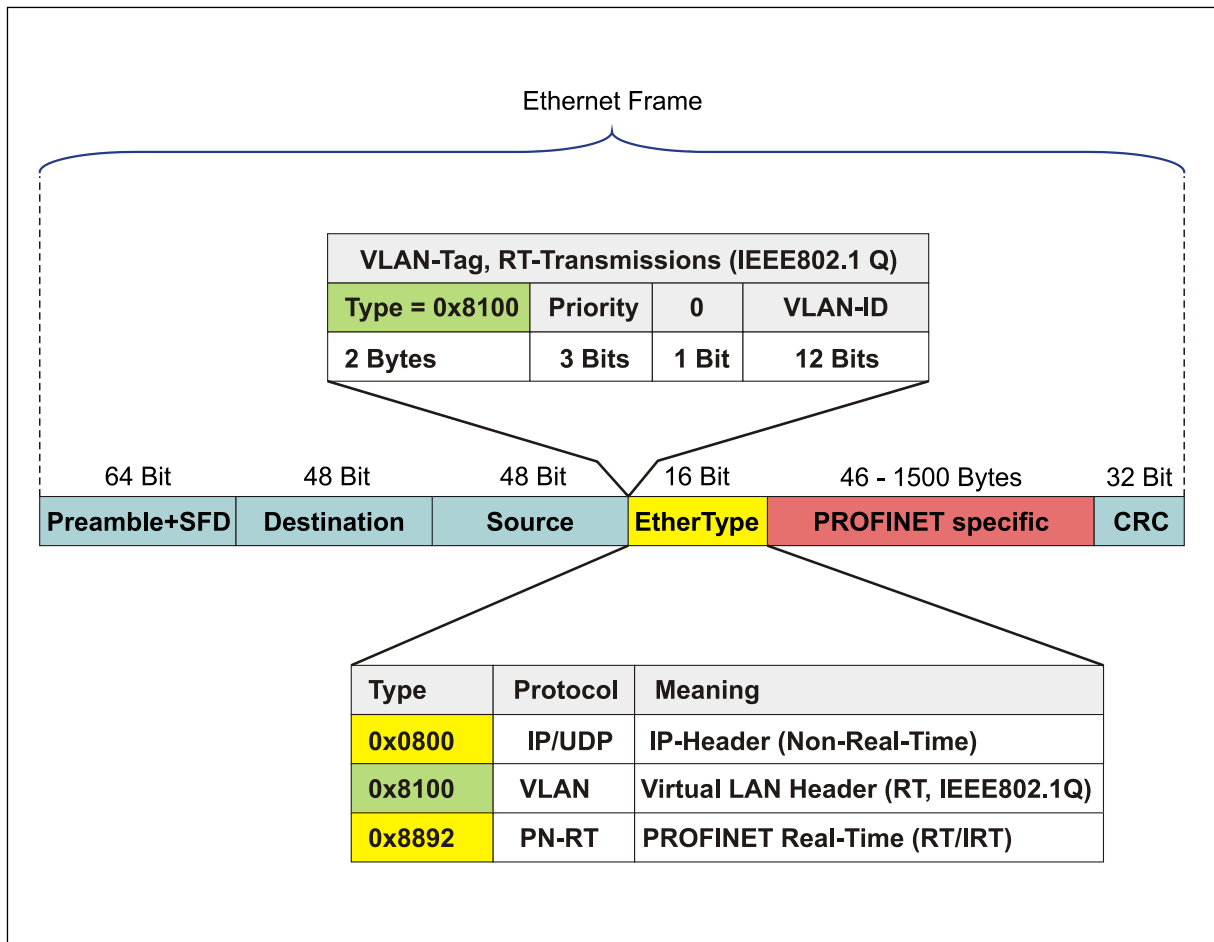 Ethernet Frame
VLAN-Tag, RT-Transmissions (IEEE802.1 Q)
Type = 0x8100 Priority 0 VLAN-ID
2 Bytes 3 Bits 1 Bit 12 Bits
64 Bit 48 Bit 48 Bit 16 Bit 46 - 1500 Bytes 32 Bit
Preamble+SFD Destination Source EtherType PROFINET specific CRC
Type Protocol Meaning
0x0800 IP/UDP IP-Header (Non-Real-Time)
0x8100 VLAN Virtual LAN Header (RT, IEEE802.1Q)
0x8892 PN-RT PROFINET Real-Time (RT/IRT)